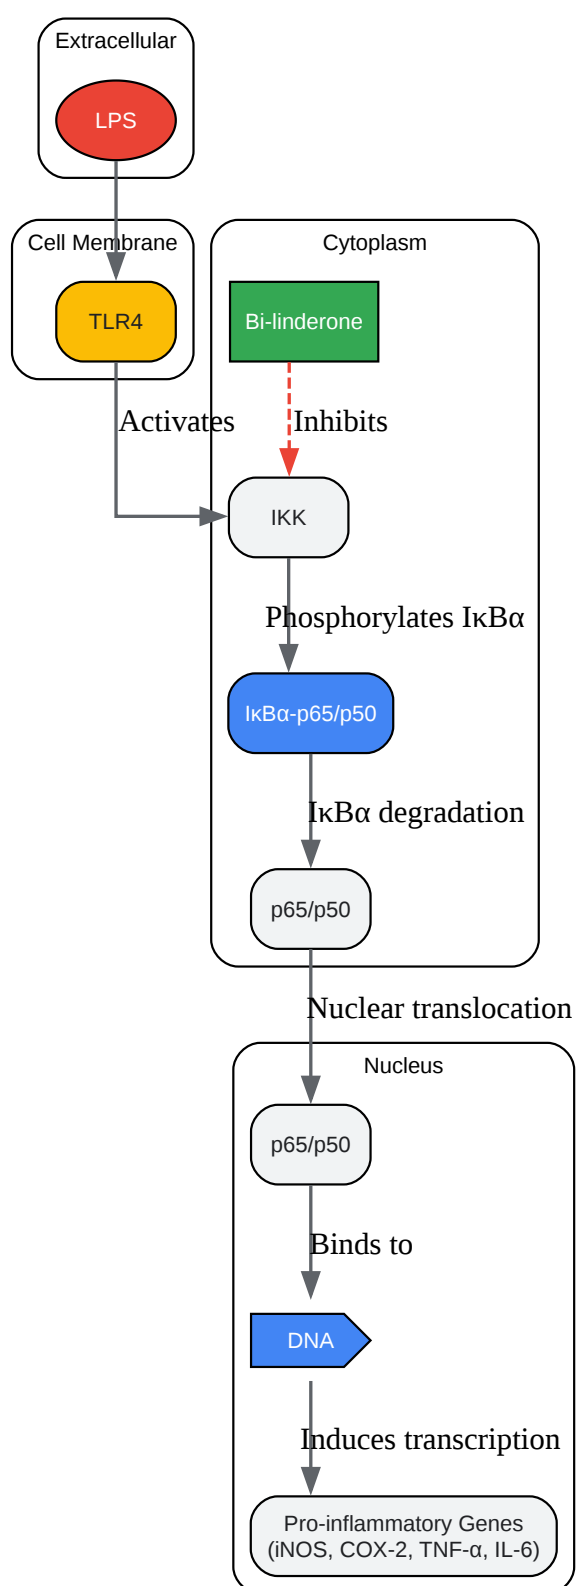 Extracellular
LPS
Cell Membrane
TLR4
Cytoplasm
Bi-linderone
Activates
Inhibits
IKK
Phosphorylates IκBα
IκBα-p65/p50
IκBα degradation
p65/p50
Nuclear translocation
Nucleus
p65/p50
Binds to
DNA
Induces transcription
Pro-inflammatory Genes
(iNOS, COX-2, TNF-α, IL-6)